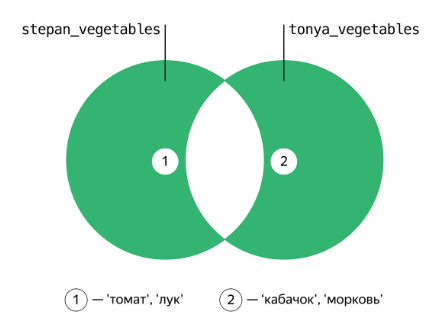 stepan_vegetables tonya_vegetables
1 2
1 — 'томат', 'лук' 2 — 'кабачок', 'морковь'